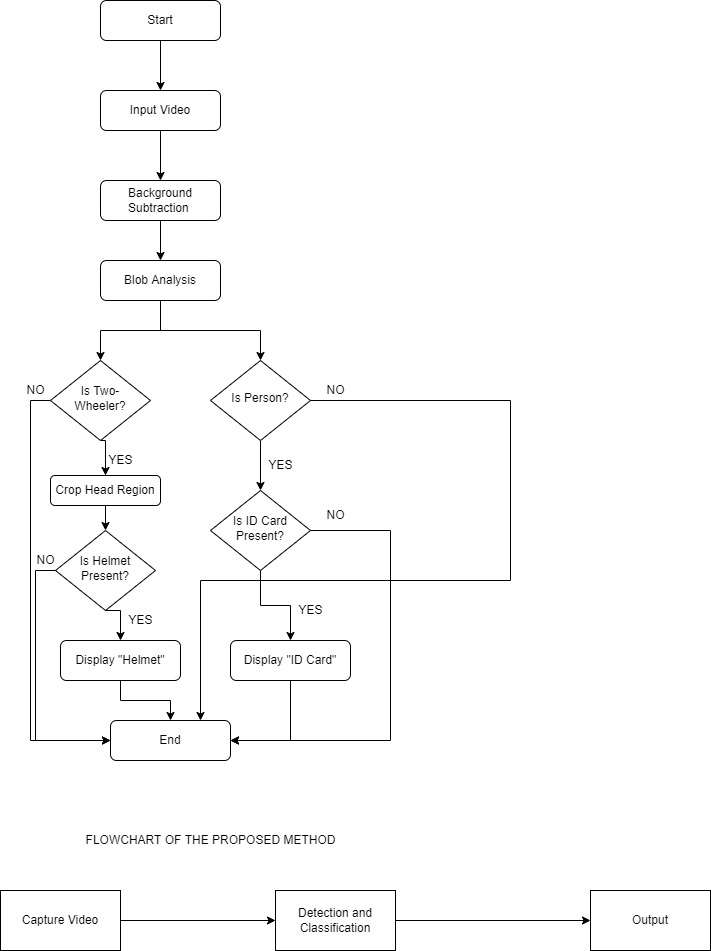 Start
Input Video
Background
Subtraction
Blob Analysis
NO
Is Two-
Wheeler?
Is Person?
NO
YES
YES
Crop Head Region
Is ID Card
Present?
NO
NO
Is Helmet
Present?
YES
YES
Display "Helmet"
Display "ID Card"
End
FLOWCHART OF THE PROPOSED METHOD
Capture Video
Detection and
Classification
Output